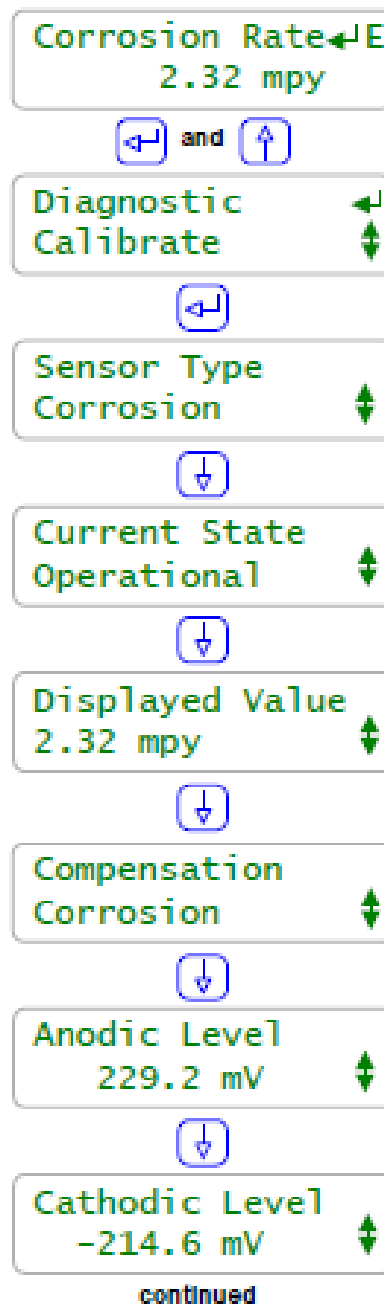 Corrosion Rate↵E
2.32 mpy
and
Diagnostic
Calibrate
Sensor Type
Corrosion
Current State
Operational
Displayed Value
2.32 mpy
Compensation
Corrosion
Anodic Level
229.2 mV
Cathodic Level
-214.6 mV
continued